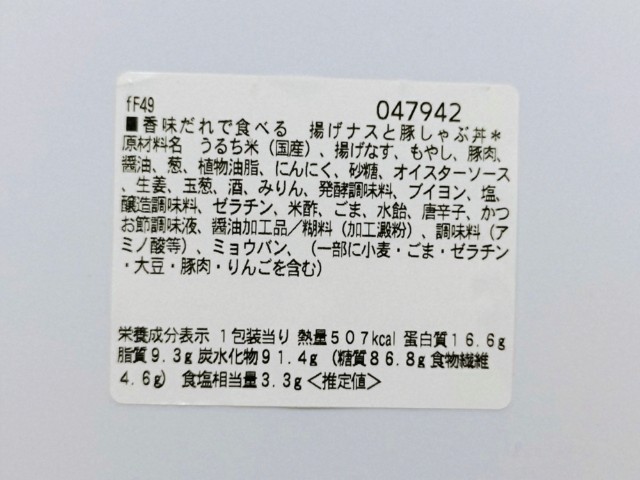 fF49
047942
■香味だれで食べる 揚げナスと豚しゃぶ丼＊
原材料名 うるち米（国産）、揚げなす、もやし、豚肉、
醤油、葱、植物油脂、にんにく、砂糖、オイスターソース
、生姜、玉葱、酒、みりん、発酵調味料、ブイヨン、塩、
醸造調味料、ゼラチン、米酢、ごま、水飴、唐辛子、かつ
お節調味液、醤油加工品／糊料（加工澱粉）、調味料（ア
ミノ酸等）、ミョウバン、（一部に小麦・ごま・ゼラチン
・大豆・豚肉・りんごを含む）
栄養成分表示 １包装当り 熱量５０７kcal 蛋白質１６.６g
脂質９.３g 炭水化物９１.４g（糖質８６.８g 食物繊維
４.６g） 食塩相当量３.３g＜推定値＞